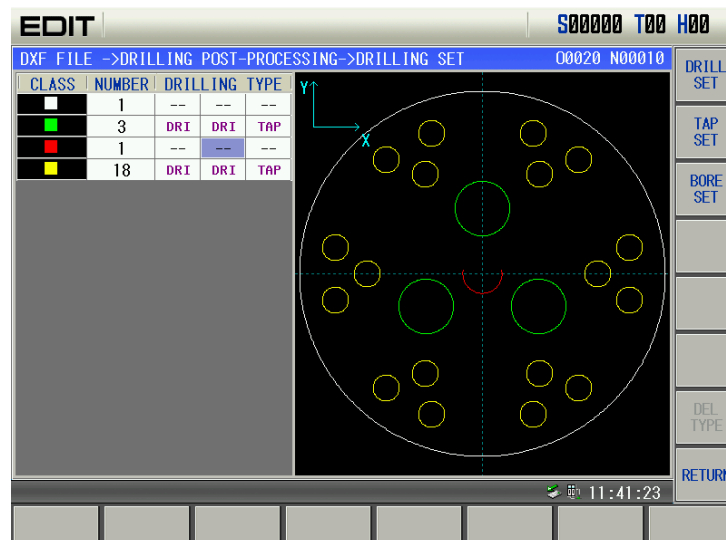 EDIT S00000 T00 H00
DXF FILE ->DRILLING POST-PROCESSING->DRILLING SET O0020 N00010
CLASS NUMBER DRILLING TYPE
1 -- -- --
3 DRI DRI TAP
1 -- -- --
18 DRI DRI TAP
Y
X
DRILL
SET
TAP
SET
BORE
SET
DEL
TYPE
RETURN
11:41:23